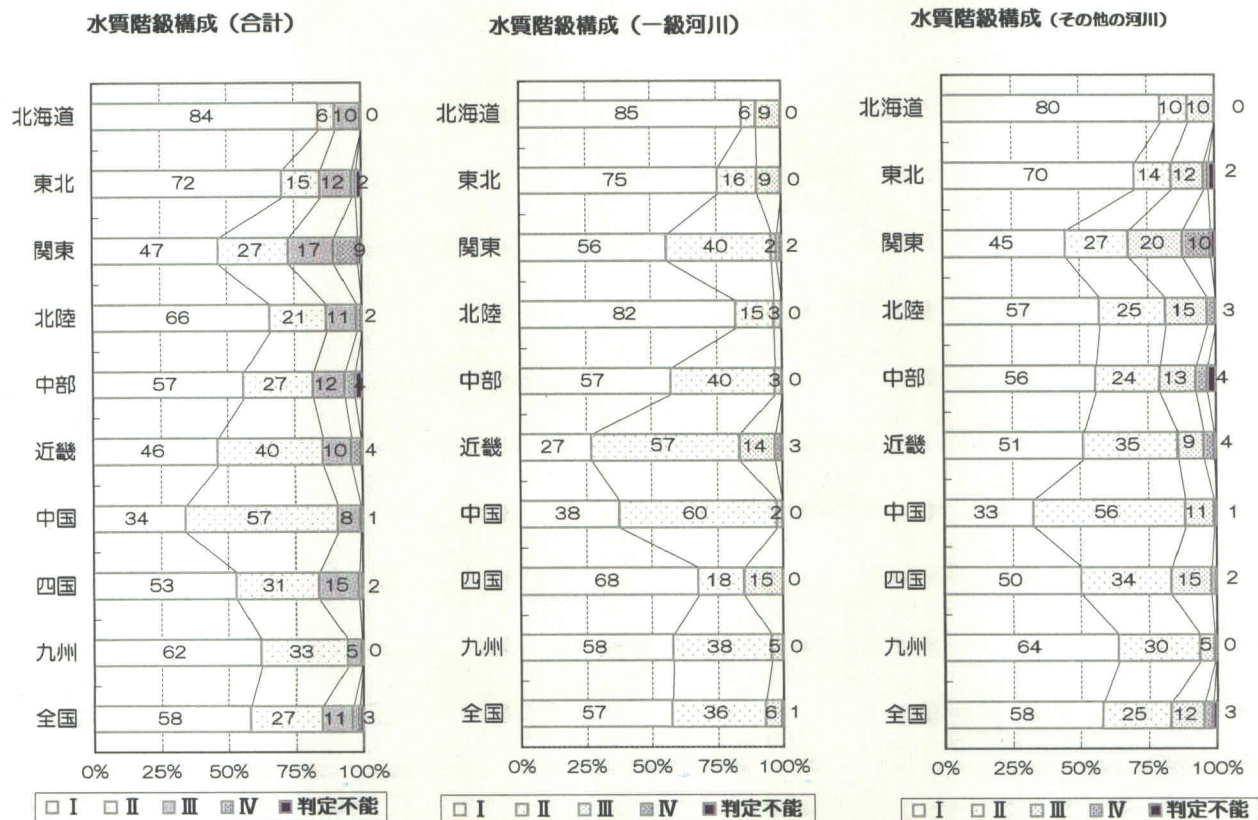 水質階級構成（合計）
北海道 84 6 10 0
東北 72 15 12 2
関東 47 27 17 9
北陸 66 21 11 2
中部 57 27 12 4
近畿 46 40 10 4
中国 34 57 8 1
四国 53 31 15 2
九州 62 33 5 0
全国 58 27 11 3
0% 25% 50% 75% 100%
I II III IV 判定不能
水質階級構成（一級河川）
北海道 85 6 9 0
東北 75 16 9 0
関東 56 40 2 2
北陸 82 15 3 0
中部 57 40 3 0
近畿 27 57 14 3
中国 38 60 2 0
四国 68 18 15 0
九州 58 38 5 0
全国 57 36 6 1
0% 25% 50% 75% 100%
I II III IV 判定不能
水質階級構成（その他の河川）
北海道 80 10 10 0
東北 70 14 12 2
関東 45 27 20 10
北陸 57 25 15 3
中部 56 24 13 4
近畿 51 35 9 4
中国 33 56 11 1
四国 50 34 15 2
九州 64 30 5 0
全国 58 25 12 3
0% 25% 50% 75% 100%
I II III IV 判定不能